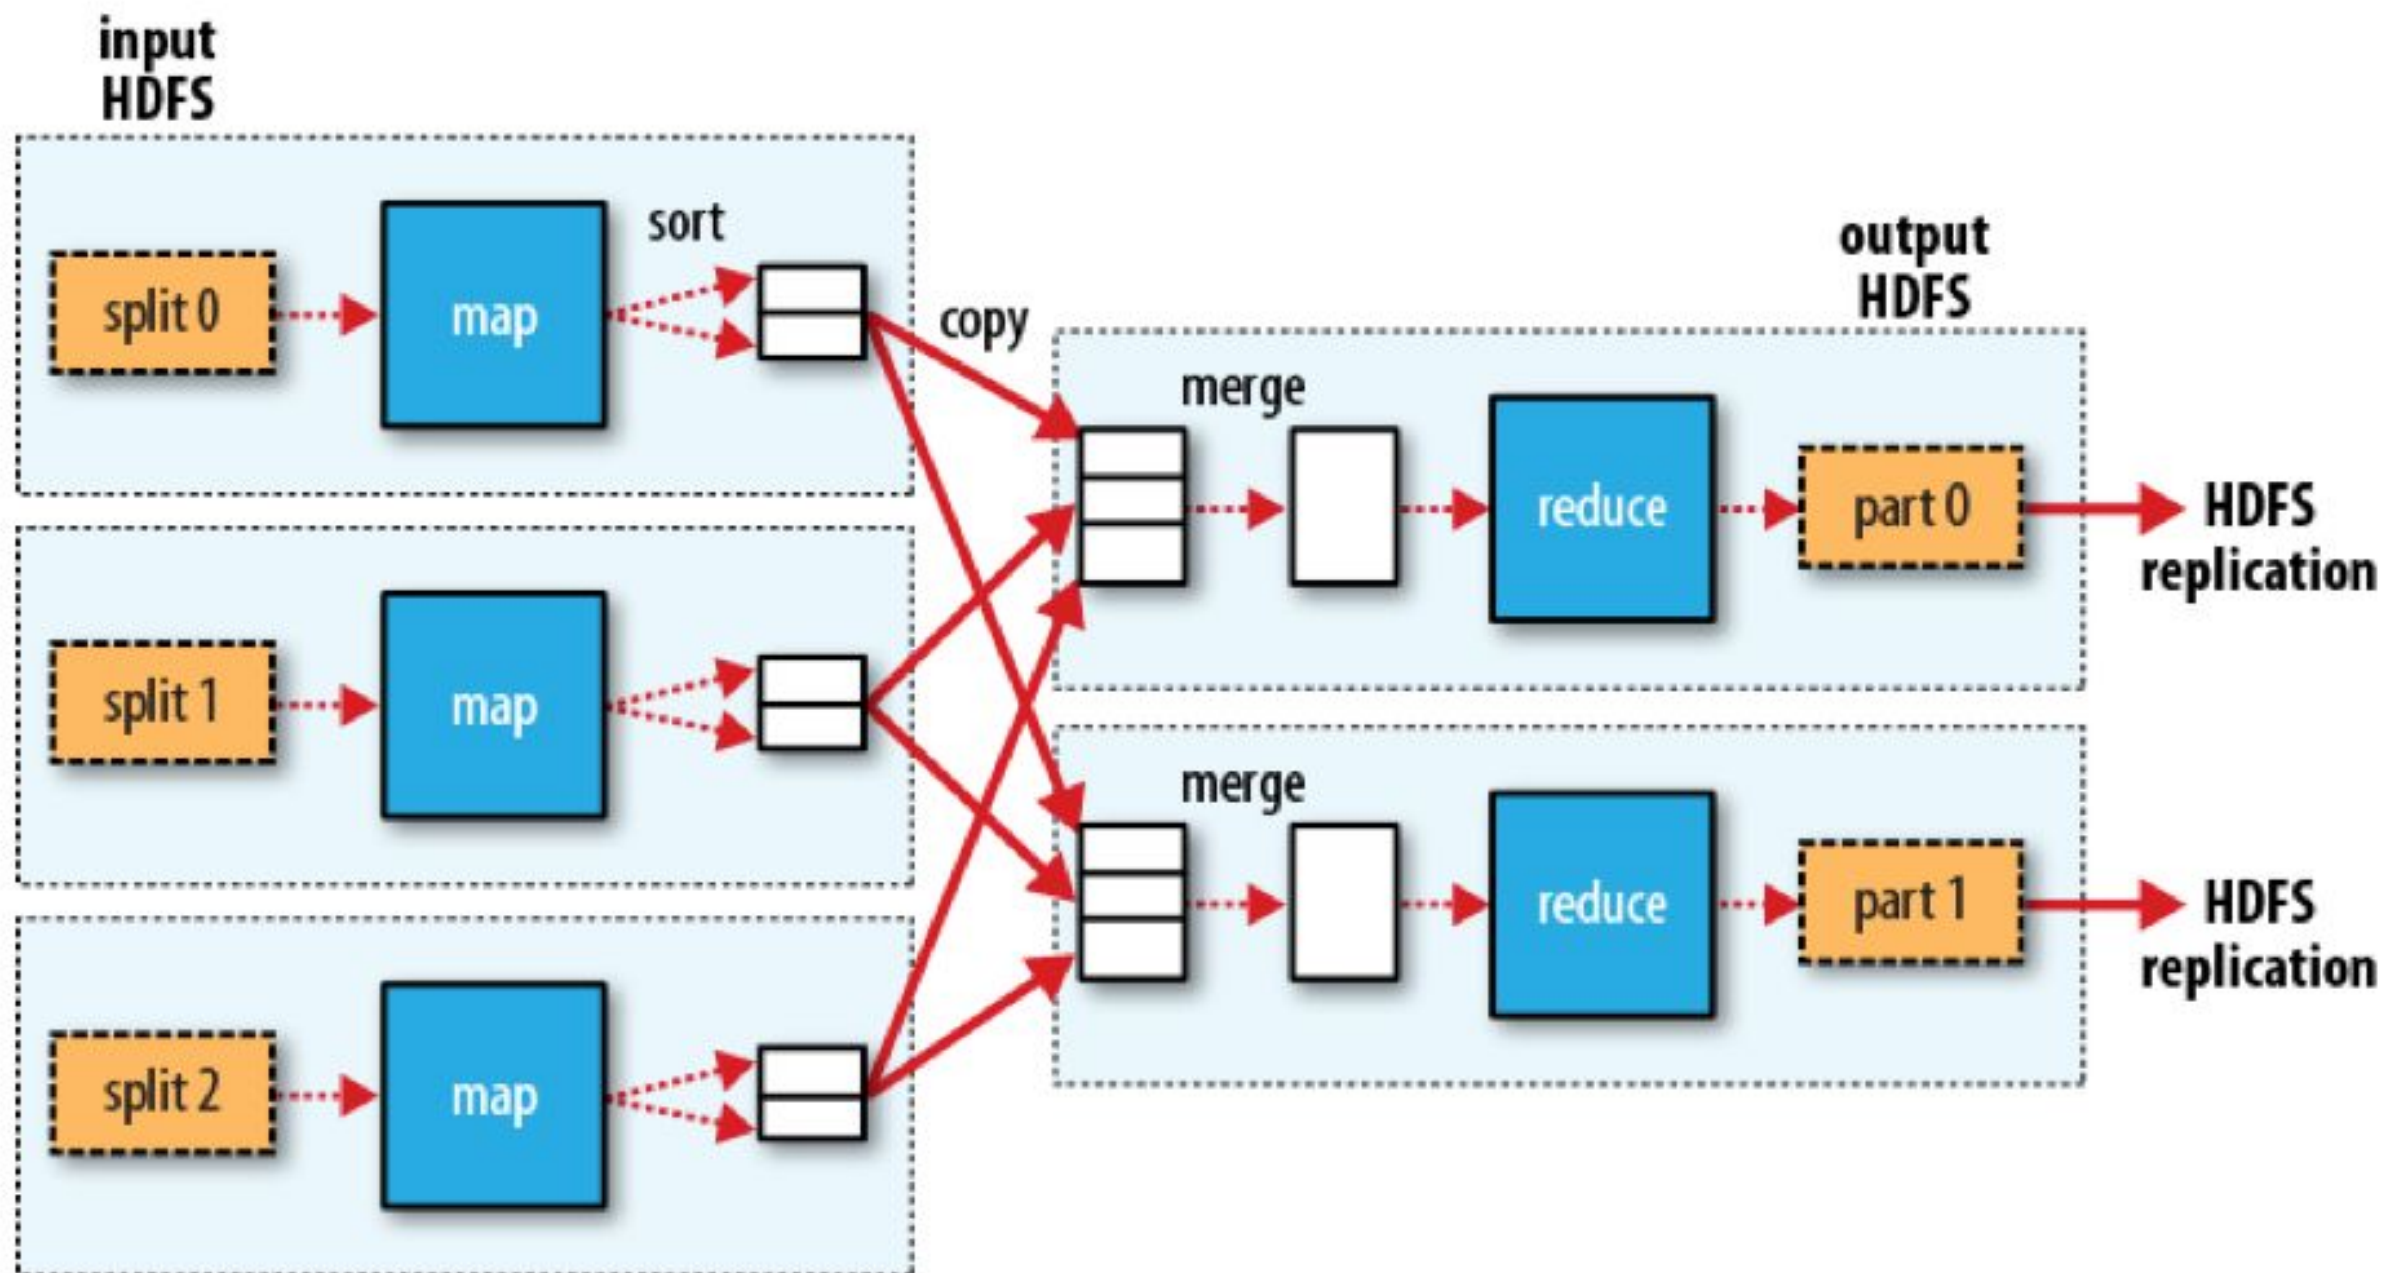 input
HDFS
split 0
map
sort
copy
split 1
map
split 2
map
output
HDFS
merge
reduce
part 0
HDFS
replication
merge
reduce
part 1
HDFS
replication